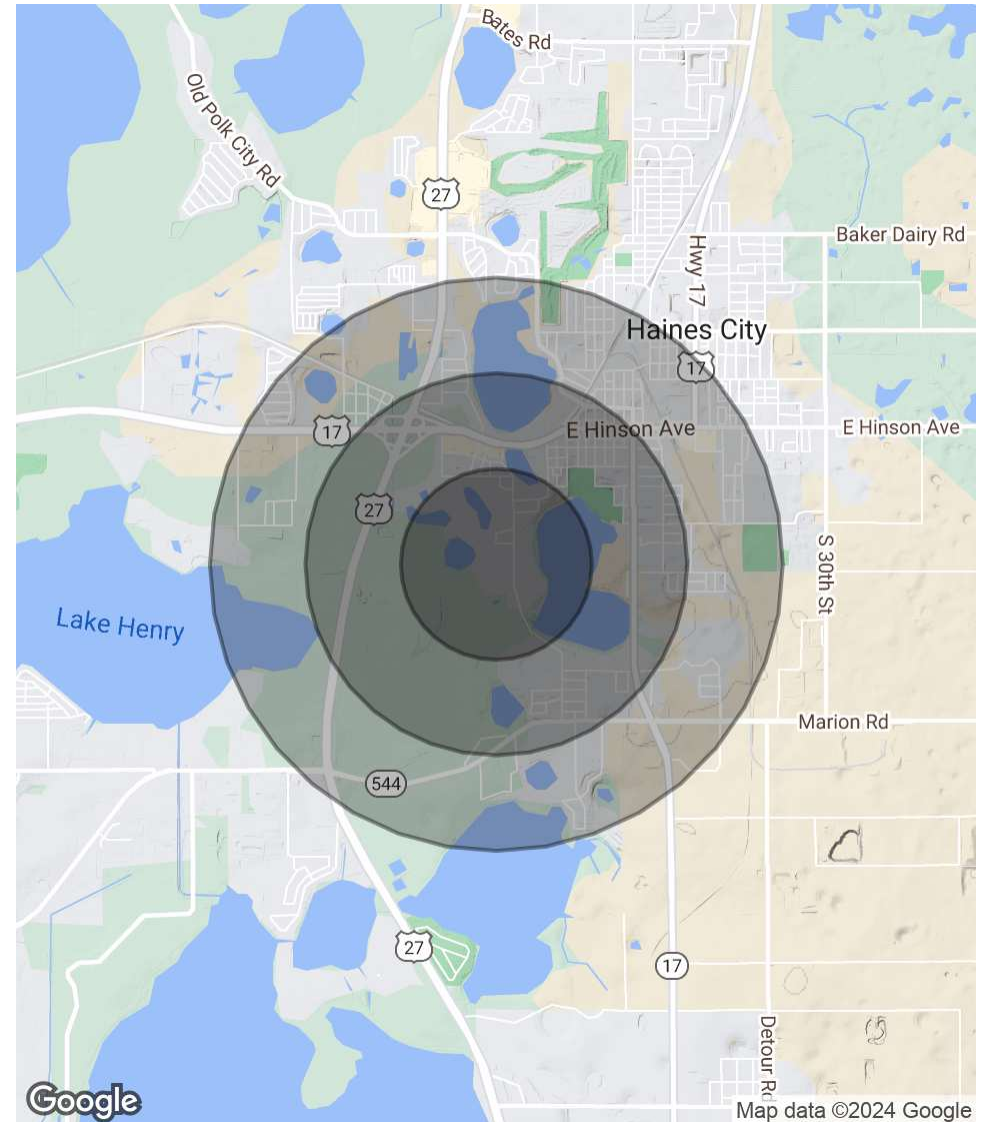 Bates Rd
Old Polk City Rd
27
Baker Dairy Rd
Hwy 17
Haines City
17
17
E Hinson Ave
E Hinson Ave
27
S 30th St
Lake Henry
Marion Rd
544
27
17
Detour Rd
Google
Map data ©2024 Google